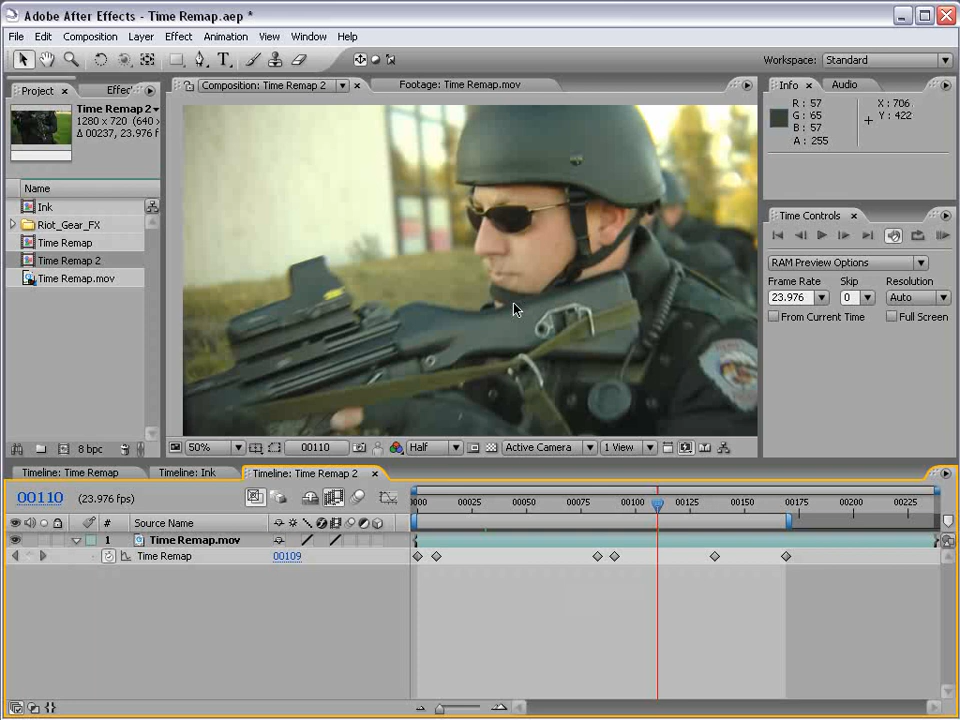 Adobe After Effects - Time Remap.aep *
File Edit Composition Layer Effect Animation View Window Help
Workspace: Standard
Project Effec
Composition: Time Remap 2
Footage: Time Remap.mov
Info Audio
Time Remap 2
1280 x 720 (640 x
Δ 00237, 23.976 f
R : 57
G : 65
B : 57
A : 255
X : 706
Y : 422
Name
Ink
Riot_Gear_FX
Time Remap
Time Remap 2
Time Remap.mov
Time Controls
RAM Preview Options
Frame Rate Skip Resolution
23.976 0 Auto
From Current Time Full Screen
8 bpc
50% 00110 Half Active Camera 1 View
Timeline: Time Remap Timeline: Ink Timeline: Time Remap 2
00110 (23.976 fps)
0000 00025 00050 00075 00100 00125 00150 00175 00200 00225
# Source Name
1 Time Remap.mov
Time Remap 00109